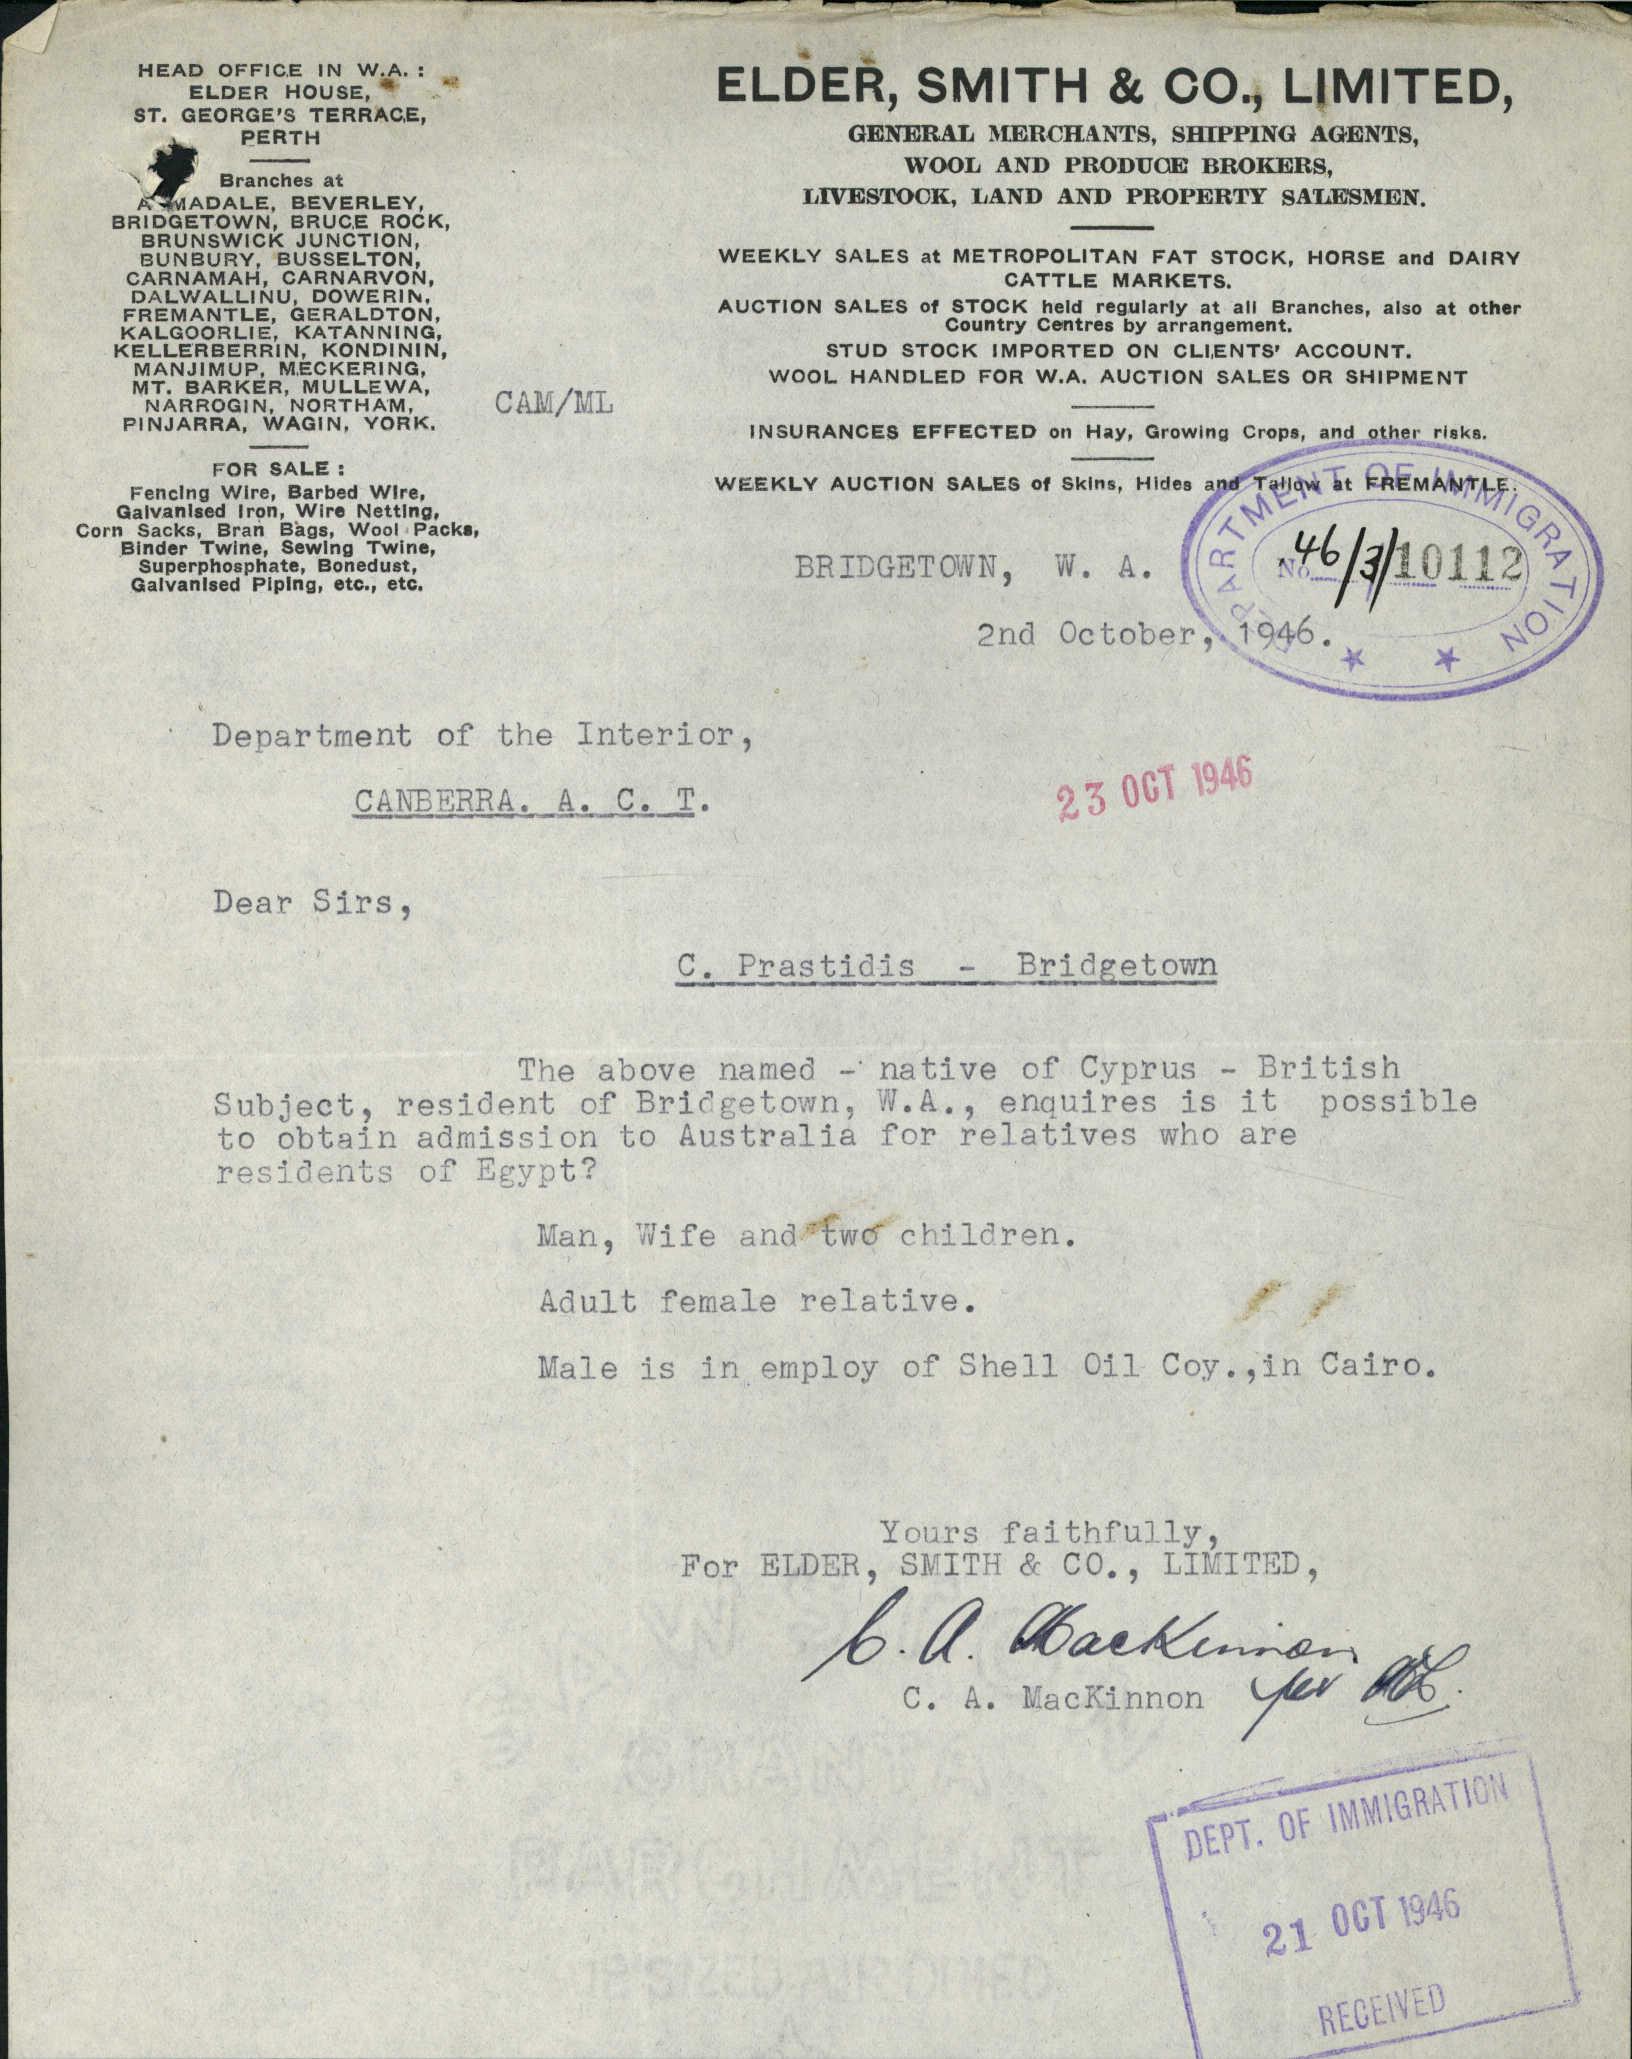 HEAD OFFICE IN W.A. :
ELDER HOUSE,
ST. GEORGE'S TERRACE,
PERTH
Branches at
A MADALE, BEVERLEY,
BRIDGETOWN, BRUCE ROCK,
BRUNSWICK JUNCTION,
BUNBURY, BUSSELTON,
CARNAMAH, CARNARVON,
DALWALLINU, DOWERIN,
FREMANTLE, GERALDTON,
KALGOORLIE, KATANNING,
KELLERBERRIN, KONDININ,
MANJIMUP, MECKERING,
MT. BARKER, MULLEWA,
NARROGIN, NORTHAM,
PINJARRA, WAGIN, YORK.
FOR SALE :
Fencing Wire, Barbed Wire,
Galvanised Iron, Wire Netting,
Corn Sacks, Bran Bags, Wool Packs,
Binder Twine, Sewing Twine,
Superphosphate, Bonedust,
Galvanised Piping, etc., etc.
ELDER, SMITH & CO., LIMITED,
GENERAL MERCHANTS, SHIPPING AGENTS,
WOOL AND PRODUCE BROKERS,
LIVESTOCK, LAND AND PROPERTY SALESMEN.
WEEKLY SALES at METROPOLITAN FAT STOCK, HORSE and DAIRY
CATTLE MARKETS.
AUCTION SALES of STOCK held regularly at all Branches, also at other
Country Centres by arrangement.
STUD STOCK IMPORTED ON CLIENTS' ACCOUNT.
WOOL HANDLED FOR W.A. AUCTION SALES OR SHIPMENT
CAM/ML
INSURANCES EFFECTED on Hay, Growing Crops, and other risks.
WEEKLY AUCTION SALES of Skins, Hides and Tallow at FREMANTLE.
DEPARTMENT OF IMMIGRATION
No. 46/3/10112
BRIDGETOWN, W. A.
2nd October, 1946.
Department of the Interior,
CANBERRA. A. C. T.
23 OCT 1946
Dear Sirs,
C. Prastidis - Bridgetown
The above named - native of Cyprus - British
Subject, resident of Bridgetown, W.A., enquires is it possible
to obtain admission to Australia for relatives who are
residents of Egypt?
Man, Wife and two children.
Adult female relative.
Male is in employ of Shell Oil Coy.,in Cairo.
Yours faithfully,
For ELDER, SMITH & CO., LIMITED,
C. A. MacKinnon
C. A. MacKinnon per
DEPT. OF IMMIGRATION
21 OCT 1946
RECEIVED